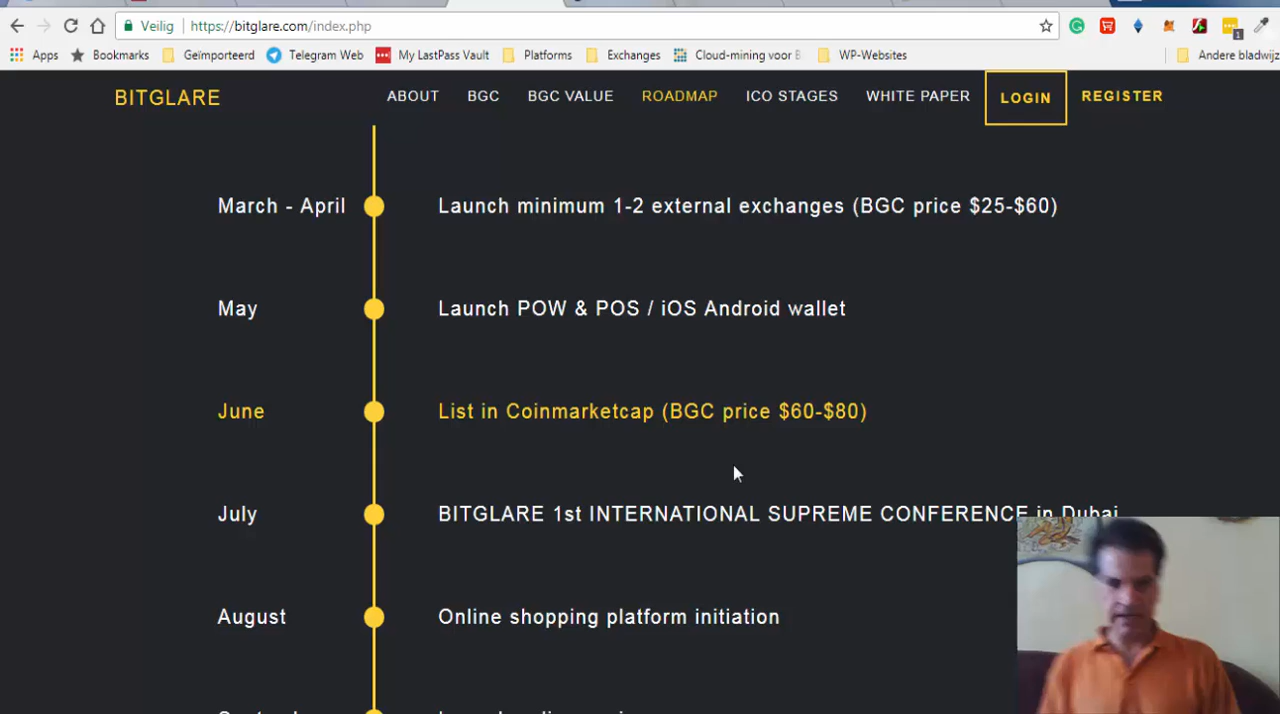 Veilig https://bitglare.com/index.php
Apps Bookmarks Geïmporteerd Telegram Web My LastPass Vault Platforms Exchanges Cloud-mining voor B WP-Websites Andere bladwijz
BITGLARE ABOUT BGC BGC VALUE ROADMAP ICO STAGES WHITE PAPER LOGIN REGISTER
March - April Launch minimum 1-2 external exchanges (BGC price $25-$60)
May Launch POW & POS / iOS Android wallet
June List in Coinmarketcap (BGC price $60-$80)
July BITGLARE 1st INTERNATIONAL SUPREME CONFERENCE in Dubai
August Online shopping platform initiation